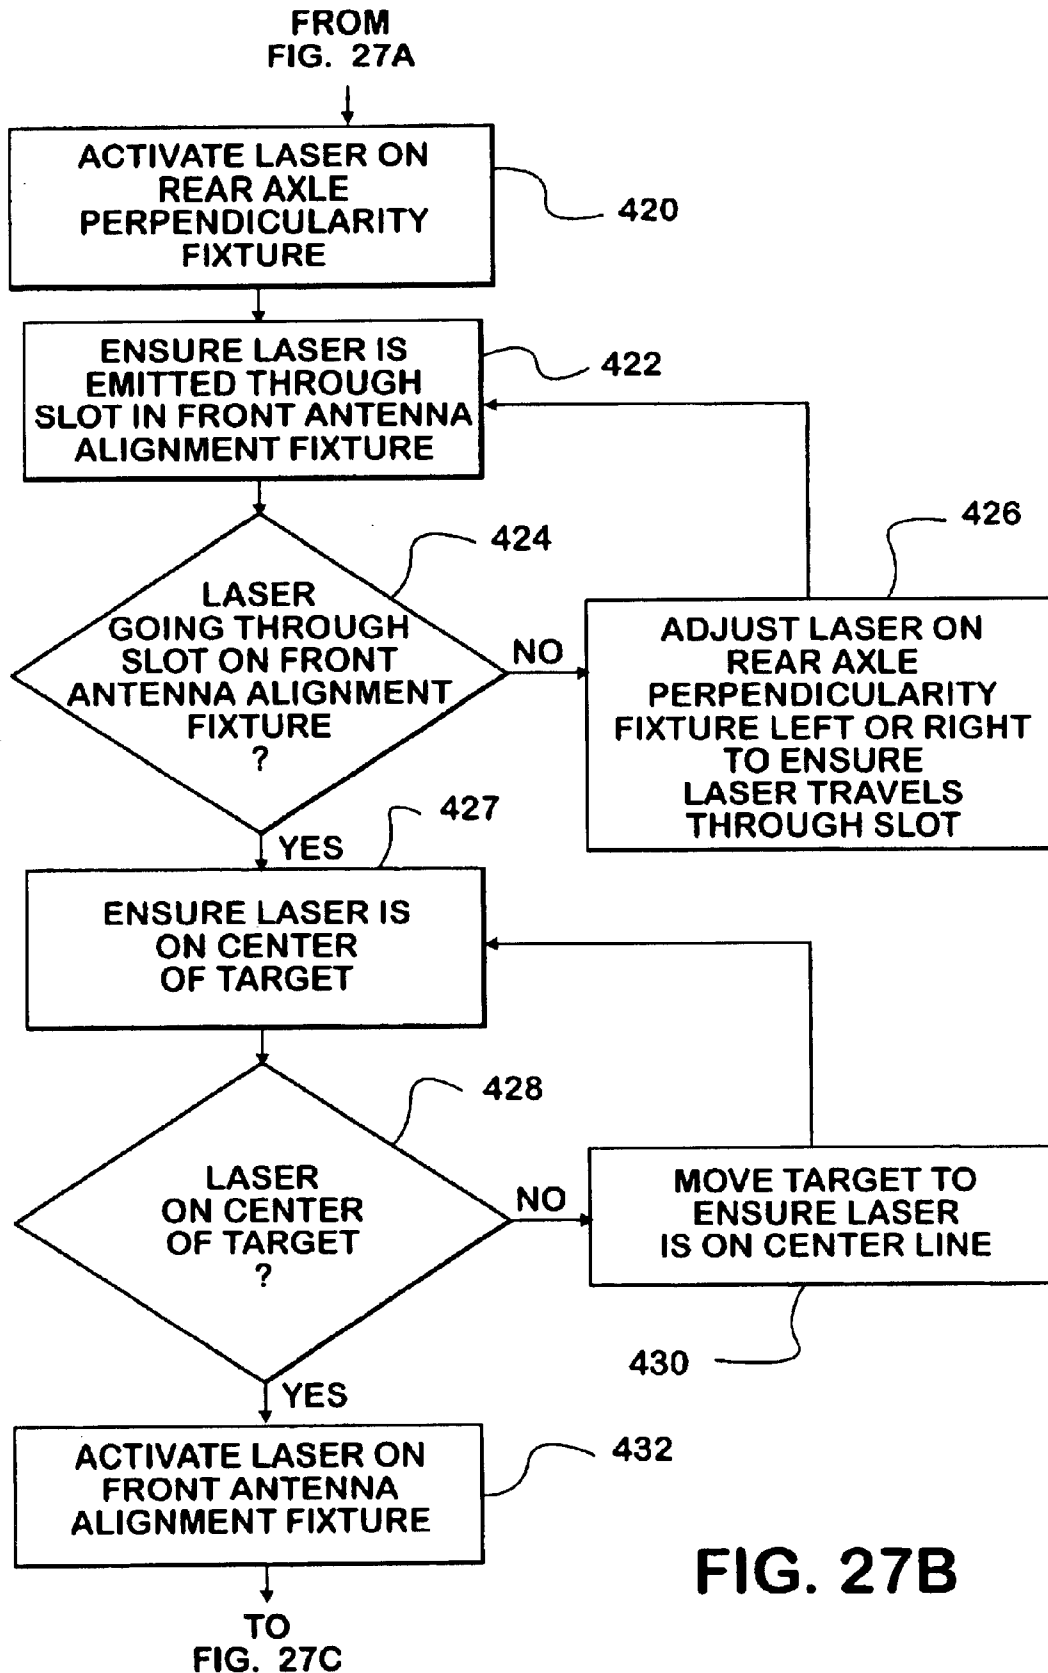 FROM
FIG. 27A
ACTIVATE LASER ON
REAR AXLE
PERPENDICULARITY
FIXTURE
420
ENSURE LASER IS
EMITTED THROUGH
SLOT IN FRONT ANTENNA
ALIGNMENT FIXTURE
422
LASER
GOING THROUGH
SLOT ON FRONT
ANTENNA ALIGNMENT
FIXTURE
?
424
NO
426
ADJUST LASER ON
REAR AXLE
PERPENDICULARITY
FIXTURE LEFT OR RIGHT
TO ENSURE
LASER TRAVELS
THROUGH SLOT
YES
427
ENSURE LASER IS
ON CENTER
OF TARGET
428
LASER
ON CENTER
OF TARGET
?
NO
MOVE TARGET TO
ENSURE LASER
IS ON CENTER LINE
430
YES
ACTIVATE LASER ON
FRONT ANTENNA
ALIGNMENT FIXTURE
432
TO
FIG. 27C
FIG. 27B